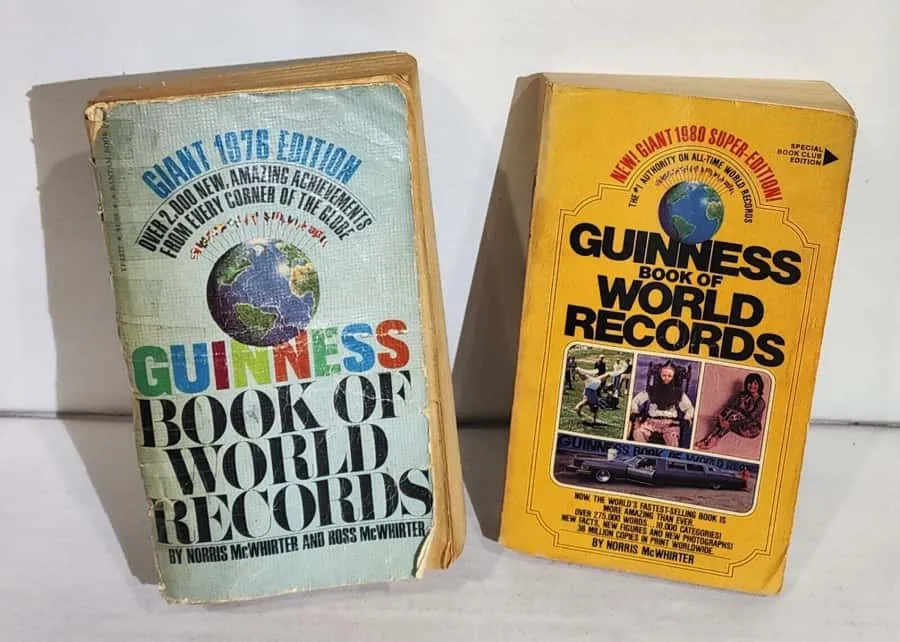 GIANT 1976 EDITION
OVER 2,000 NEW, AMAZING ACHIEVEMENTS
FROM EVERY CORNER OF THE GLOBE
GUINNESS
BOOK OF
WORLD
RECORDS
BY NORRIS McWHIRTER AND ROSS McWHIRTER
NEW! GIANT 1980 SUPER-EDITION!
SPECIAL
BOOK CLUB
EDITION
THE #1 AUTHORITY ON ALL-TIME WORLD RECORDS
GUINNESS
BOOK OF
WORLD
RECORDS
GUINNESS BOOK OF WORLD
NOW, THE WORLD'S FASTEST-SELLING BOOK IS
MORE AMAZING THAN EVER.
OVER 275,000 WORDS...10,000 CATEGORIES!
NEW FACTS, NEW FIGURES AND NEW PHOTOGRAPHS!
38 MILLION COPIES IN PRINT WORLDWIDE.
BY NORRIS McWHIRTER